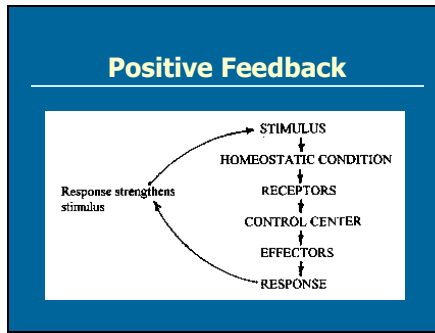 Positive Feedback
STIMULUS
HOMEOSTATIC CONDITION
Response strengthens
stimulus
RECEPTORS
CONTROL CENTER
EFFECTORS
RESPONSE